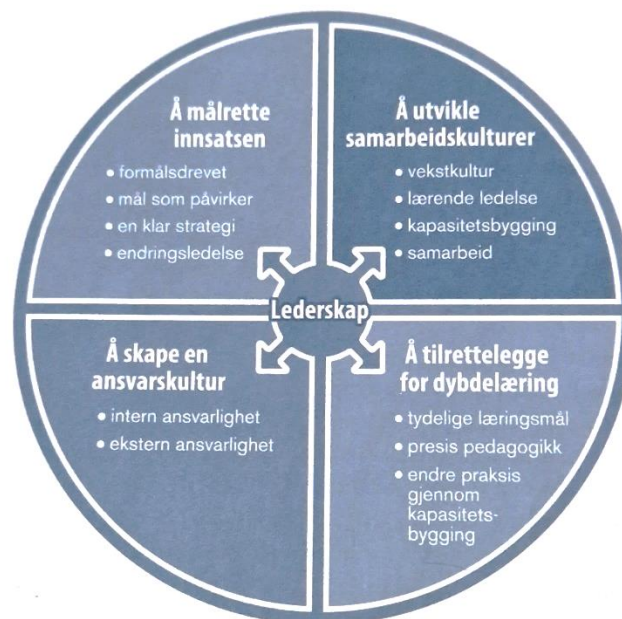 Å målrette
innsatsen
• formålsdrevet
• mål som påvirker
• en klar strategi
• endringsledelse
Å utvikle
samarbeidskulturer
• vekstkultur
• lærende ledelse
• kapasitetsbygging
• samarbeid
Lederskap
Å skape en
ansvarskultur
• intern ansvarlighet
• ekstern ansvarlighet
Å tilrettelegge
for dybdelæring
• tydelige læringsmål
• presis pedagogikk
• endre praksis
gjennom
kapasitets-
bygging